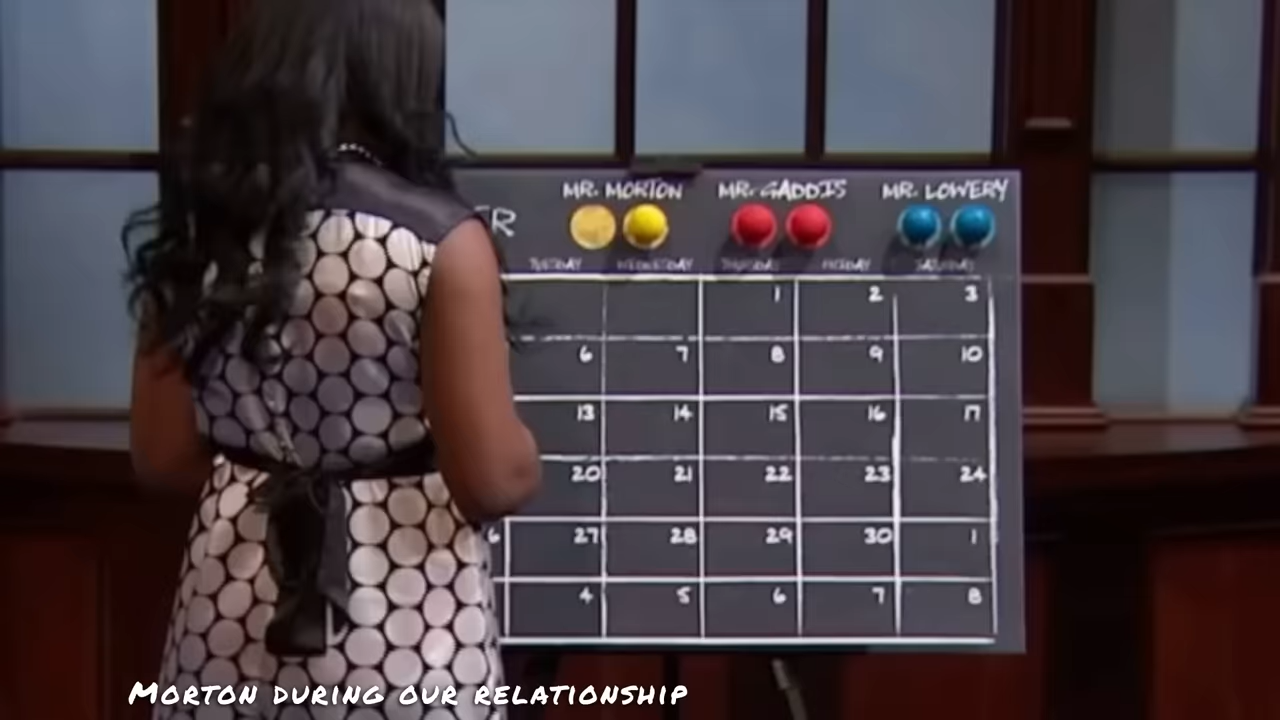 MR. MORTON MR. GADDIS MR. LOWERY
ER
TUESDAY WEDNESDAY THURSDAY FRIDAY SATURDAY
1 2 3
6 7 8 9 10
13 14 15 16 17
20 21 22 23 24
6 27 28 29 30 1
4 5 6 7 8
MORTON DURING OUR RELATIONSHIP